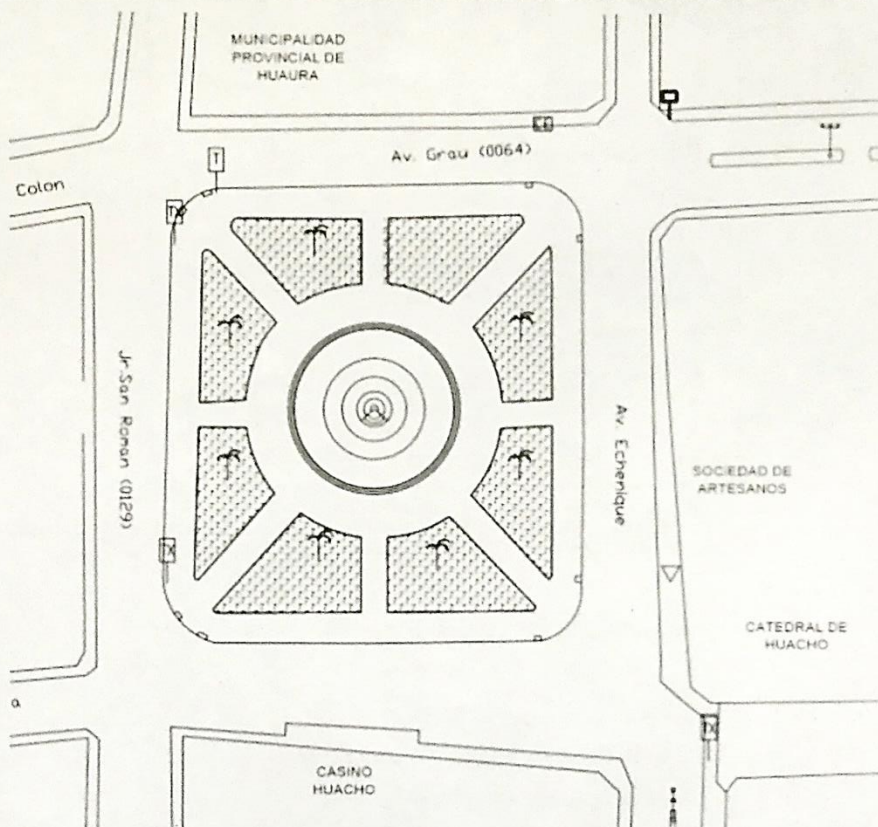 MUNICIPALIDAD
PROVINCIAL DE
HUAURA
Av. Grau (0064)
Colon
T
Jr.San Roman (0129)
Av. Echenique
SOCIEDAD DE
ARTESANOS
CATEDRAL DE
HUACHO
a
CASINO
HUACHO